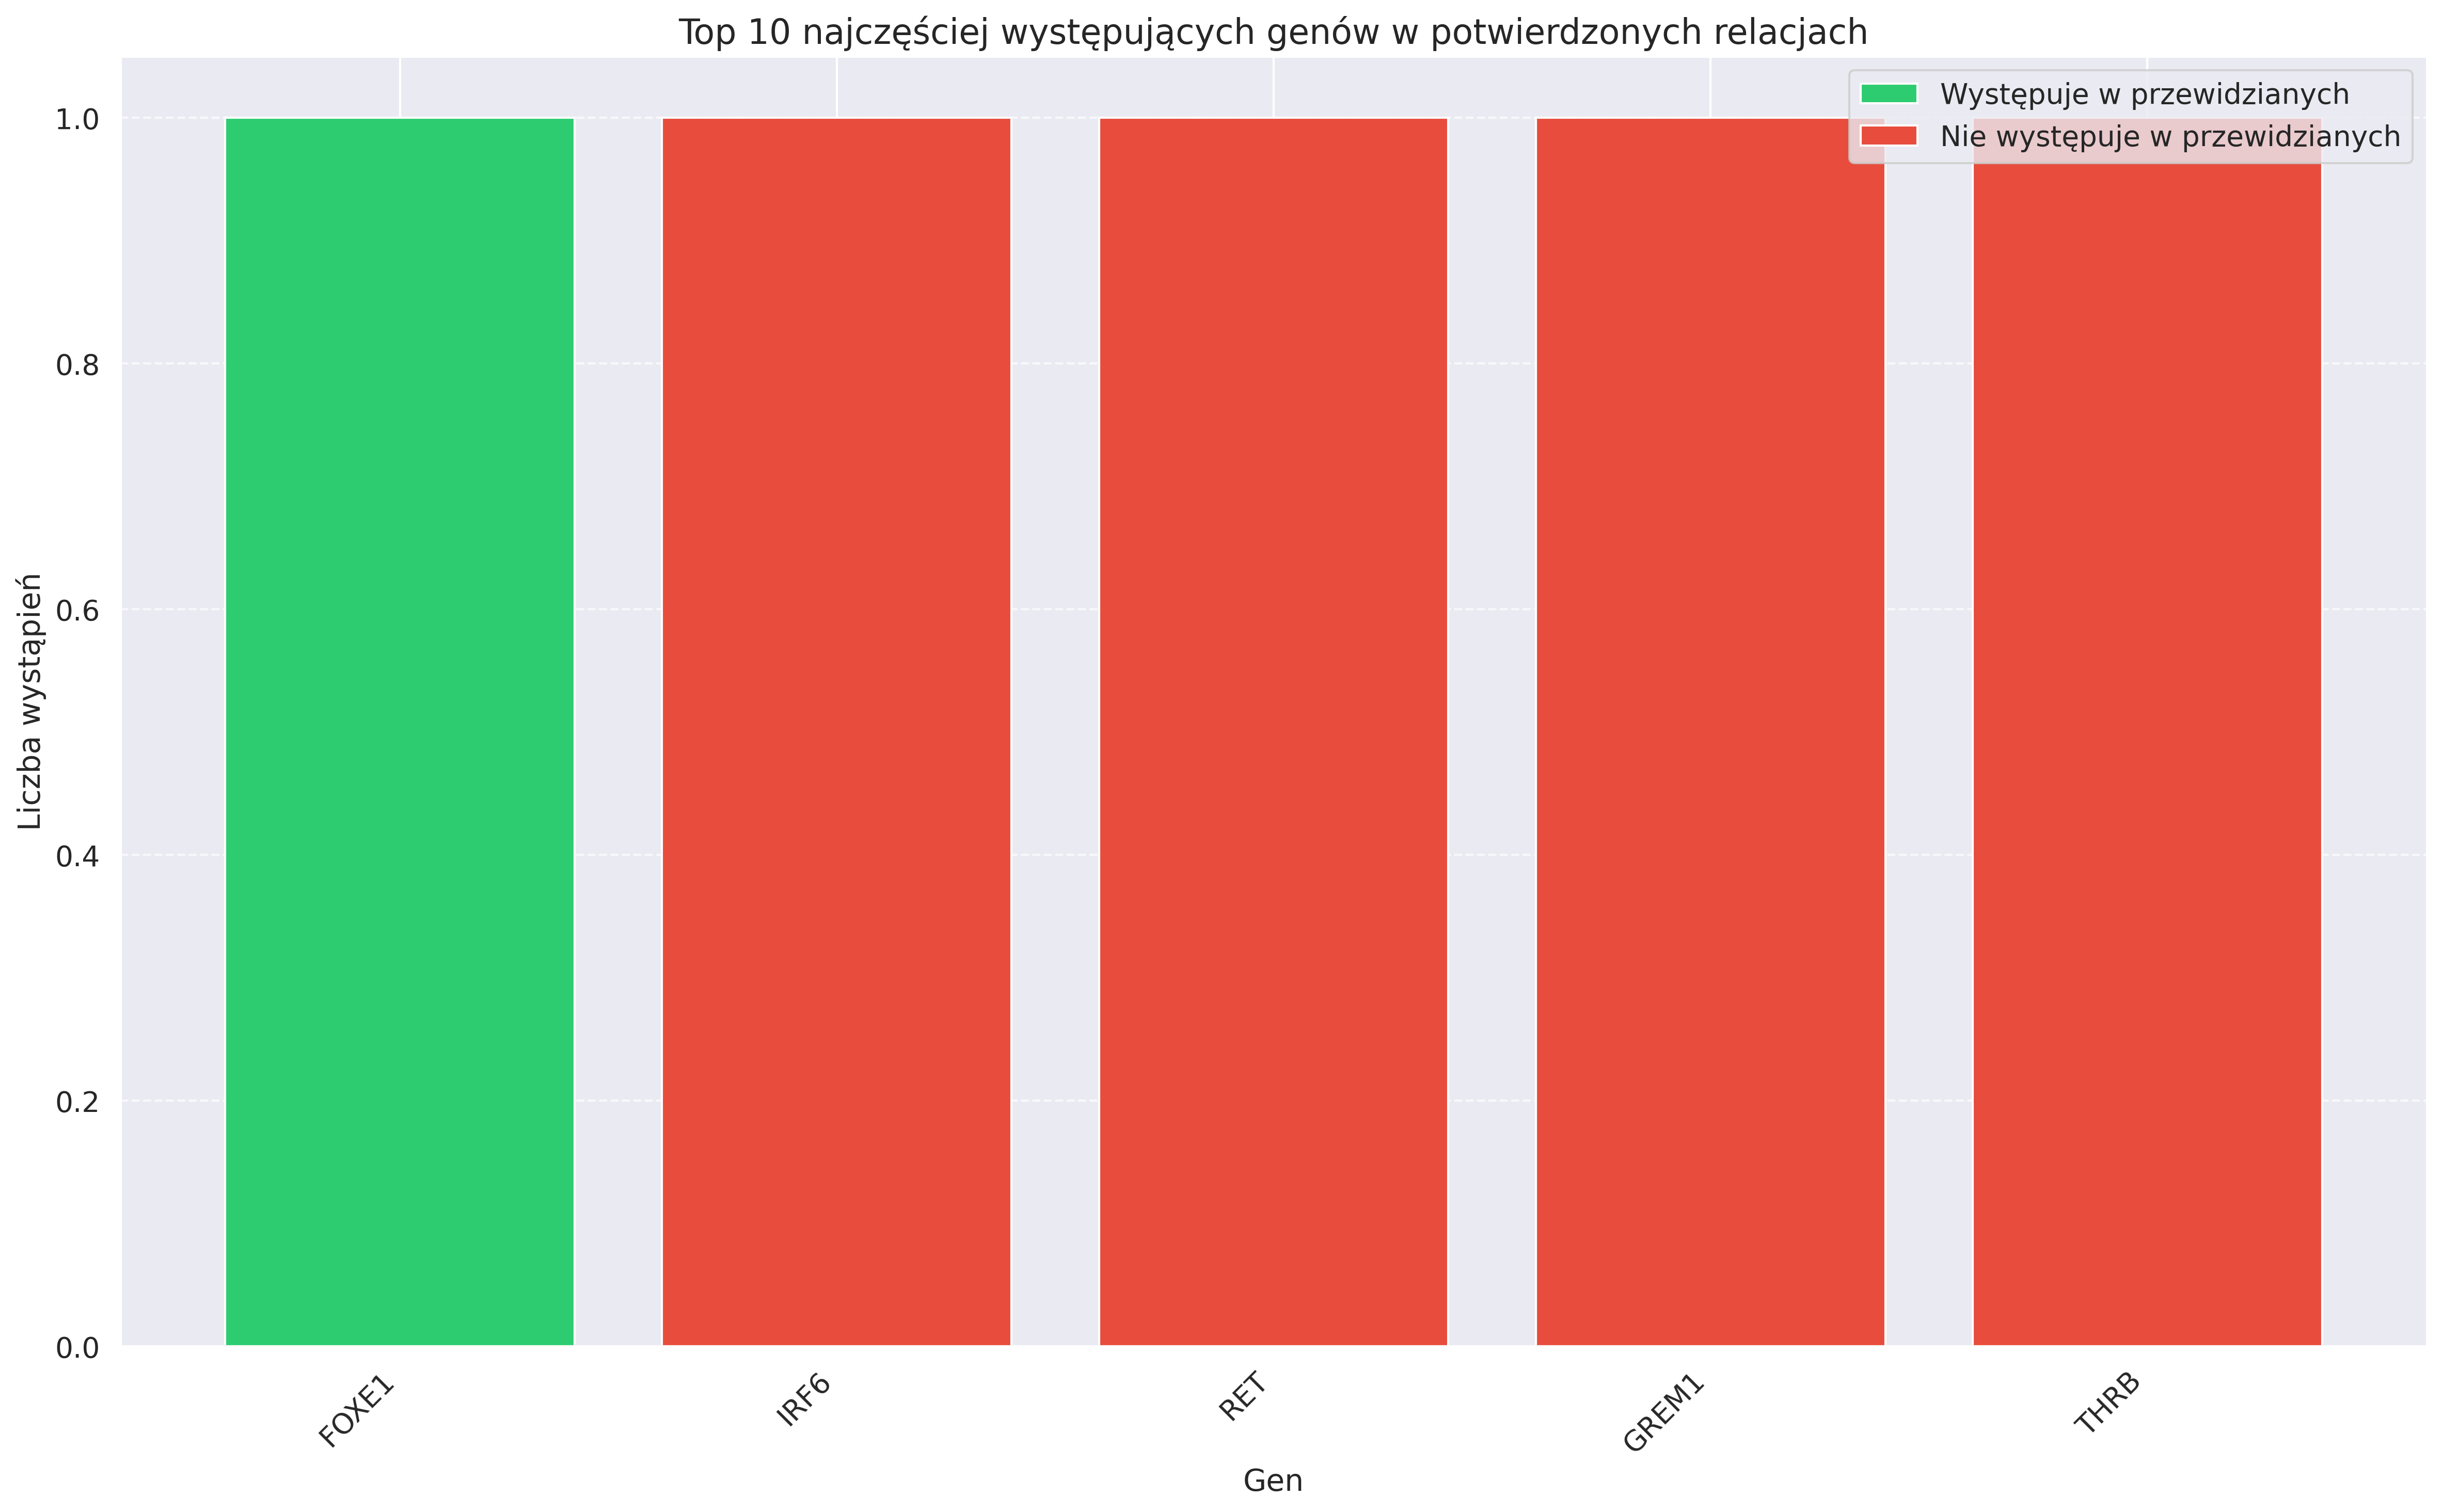 Top 10 najczęściej występujących genów w potwierdzonych relacjach
Występuje w przewidzianych
Nie występuje w przewidzianych
Liczba wystąpień
1.0
0.8
0.6
0.4
0.2
0.0
FOXE1
IRF6
RET
GREM1
THRB
Gen